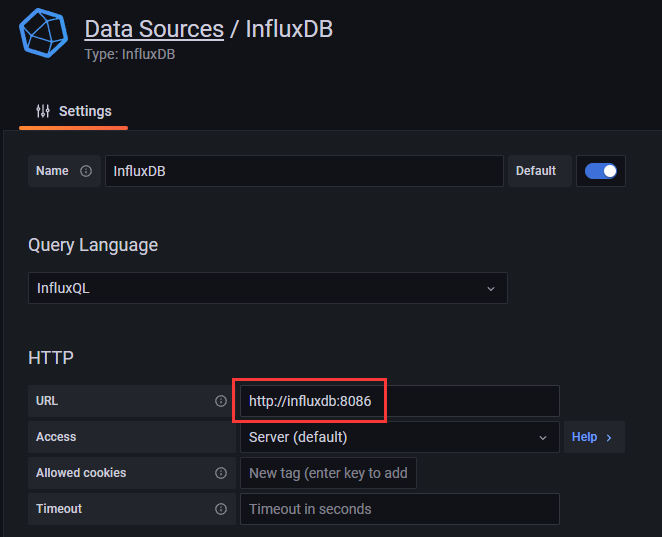 Data Sources / InfluxDB
Type: InfluxDB
Settings
Name InfluxDB Default
Query Language
InfluxQL
HTTP
URL http://influxdb:8086
Access Server (default) Help
Allowed cookies New tag (enter key to add
Timeout Timeout in seconds